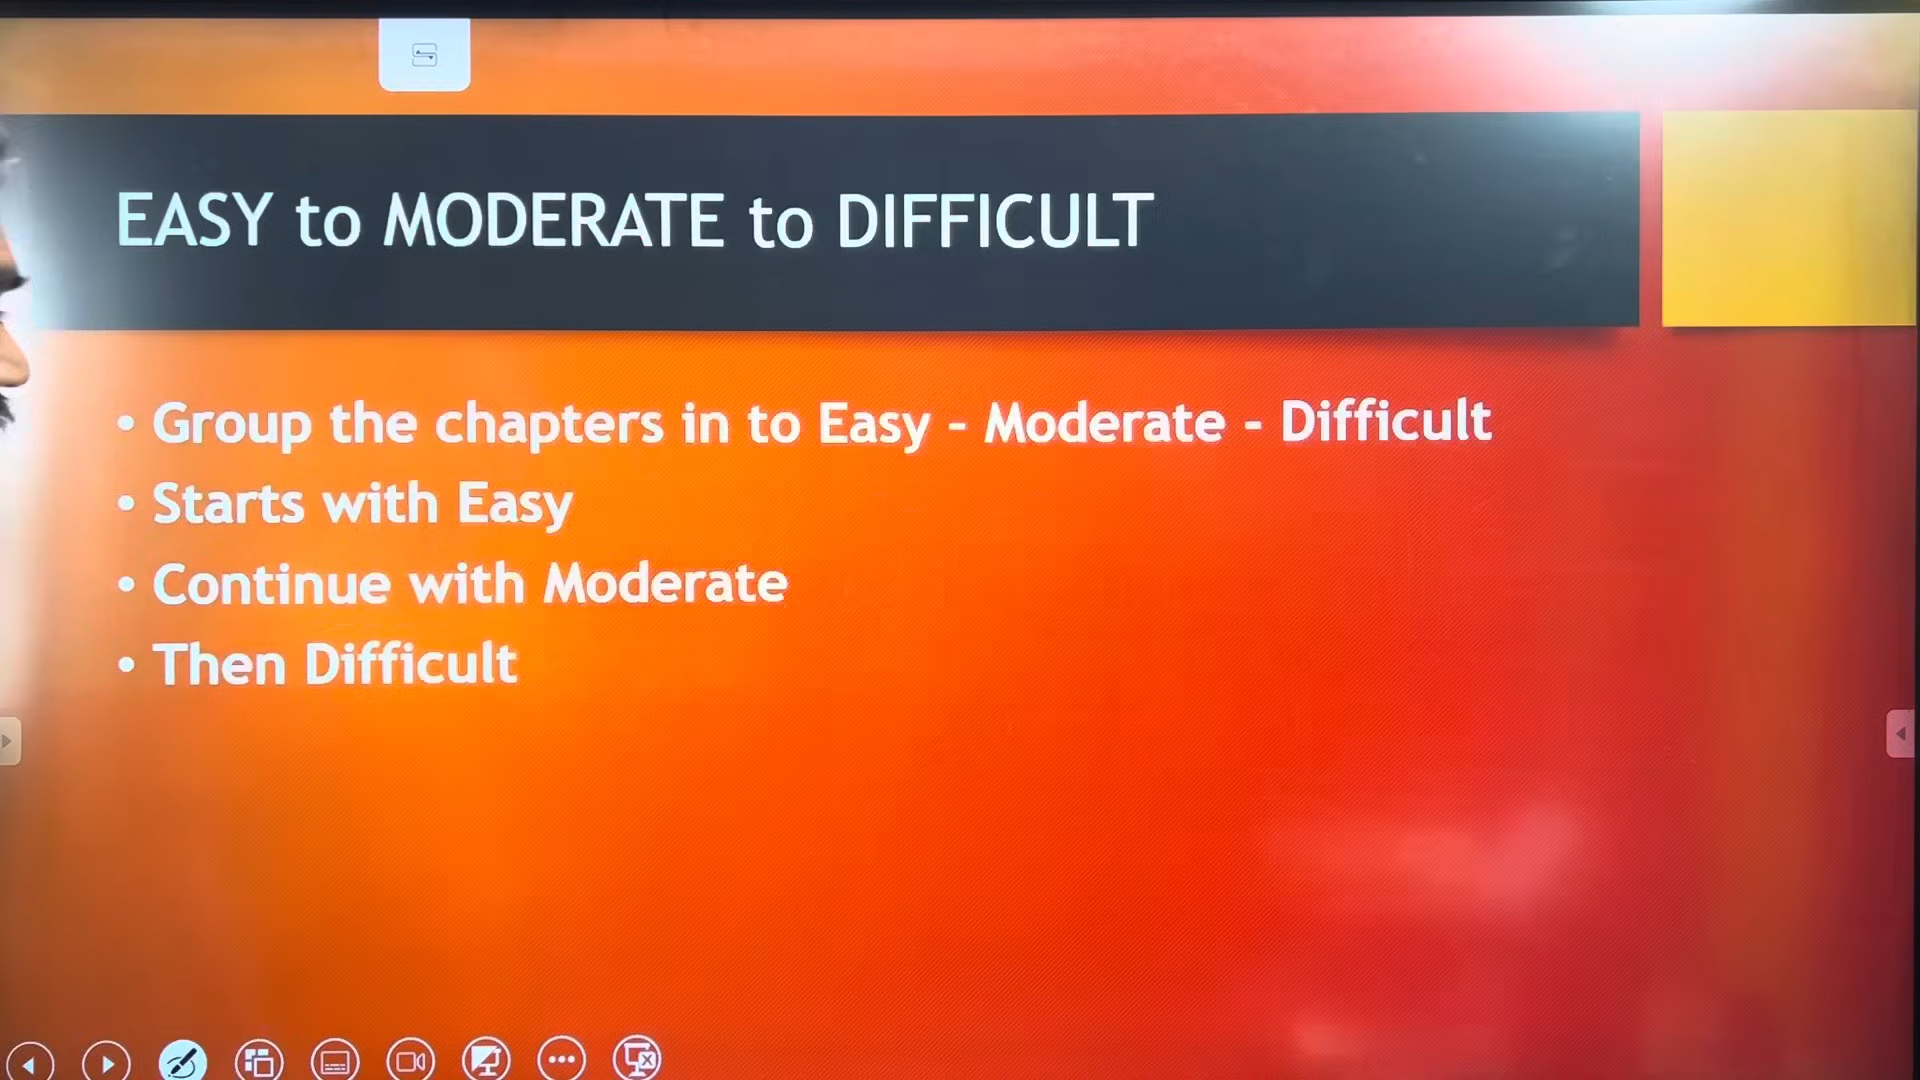 EASY to MODERATE to DIFFICULT
• Group the chapters in to Easy – Moderate - Difficult
• Starts with Easy
• Continue with Moderate
• Then Difficult